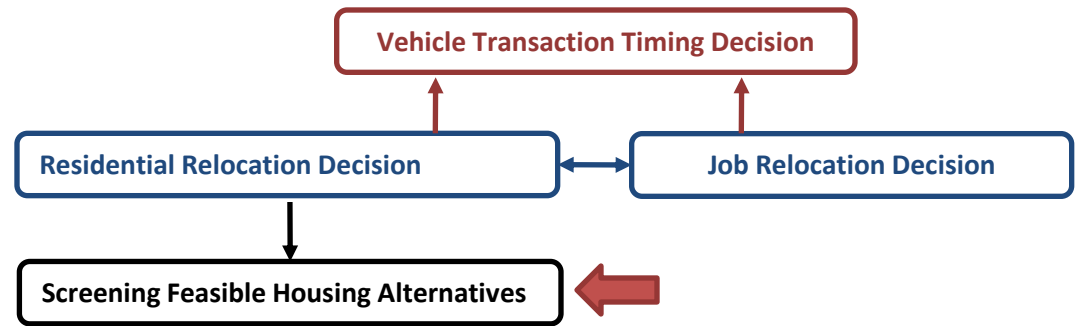 Vehicle Transaction Timing Decision
Residential Relocation Decision
Job Relocation Decision
Screening Feasible Housing Alternatives